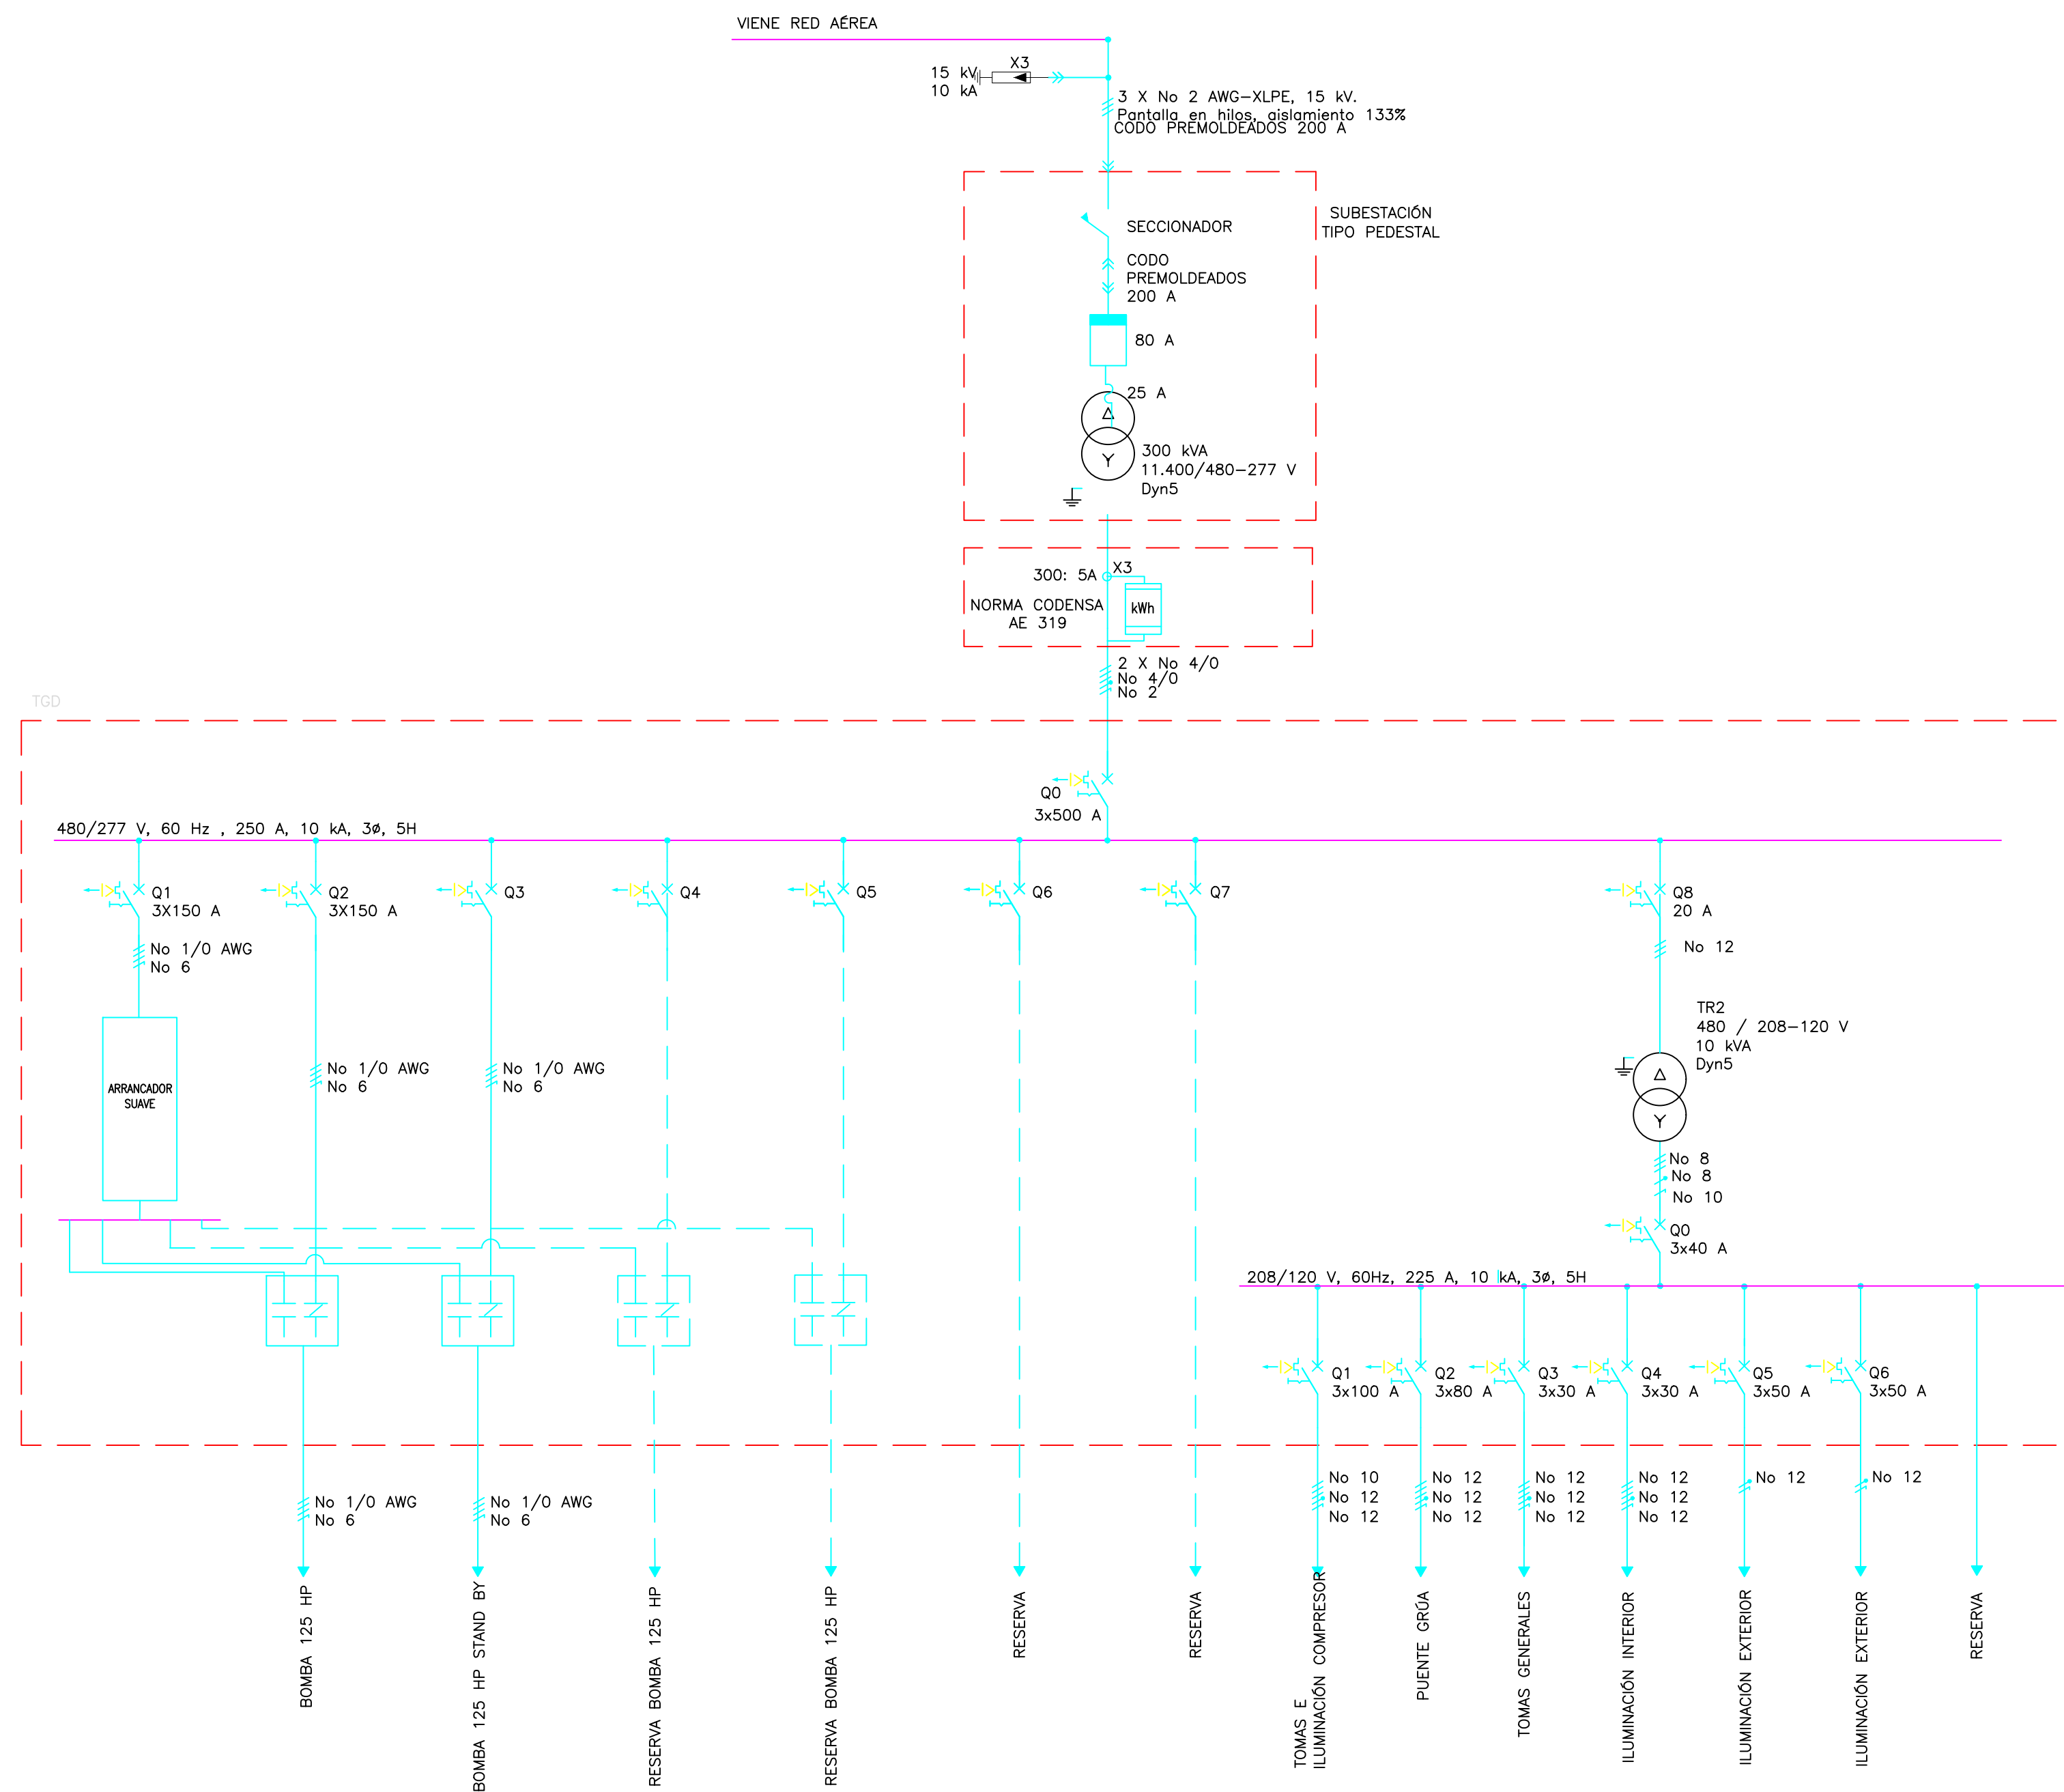 VIENE RED AÉREA
X3
15 kV
10 kA
3 X No 2 AWG-XLPE, 15 kV.
Pantalla en hilos, aislamiento 133%
CODO PREMOLDEADOS 200 A
SUBESTACIÓN
TIPO PEDESTAL
SECCIONADOR
CODO
PREMOLDEADOS
200 A
80 A
25 A
300 kVA
11.400/480-277 V
Dyn5
X3
300: 5A
NORMA CODENSA
AE 319
kWh
2 X No 4/0
No 4/0
No 2
TGD
Q0
3x500 A
480/277 V, 60 Hz , 250 A, 10 kA, 3ø, 5H
Q1
3X150 A
Q2
3X150 A
Q3
Q4
Q5
Q6
Q7
Q8
20 A
No 1/0 AWG
No 6
No 12
ARRANCADOR
SUAVE
No 1/0 AWG
No 6
No 1/0 AWG
No 6
TR2
480 / 208-120 V
10 kVA
Dyn5
No 8
No 8
No 10
Q0
3x40 A
208/120 V, 60Hz, 225 A, 10 kA, 3ø, 5H
Q1
3x100 A
Q2
3x80 A
Q3
3x30 A
Q4
3x30 A
Q5
3x50 A
Q6
3x50 A
No 1/0 AWG
No 6
No 1/0 AWG
No 6
No 10
No 12
No 12
No 12
No 12
No 12
No 12
No 12
No 12
No 12
No 12
No 12
No 12
No 12
BOMBA 125 HP
BOMBA 125 HP STAND BY
RESERVA BOMBA 125 HP
RESERVA BOMBA 125 HP
RESERVA
RESERVA
TOMAS E
ILUMINACIÓN COMPRESOR
PUENTE GRÚA
TOMAS GENERALES
ILUMINACIÓN INTERIOR
ILUMINACIÓN EXTERIOR
ILUMINACIÓN EXTERIOR
RESERVA